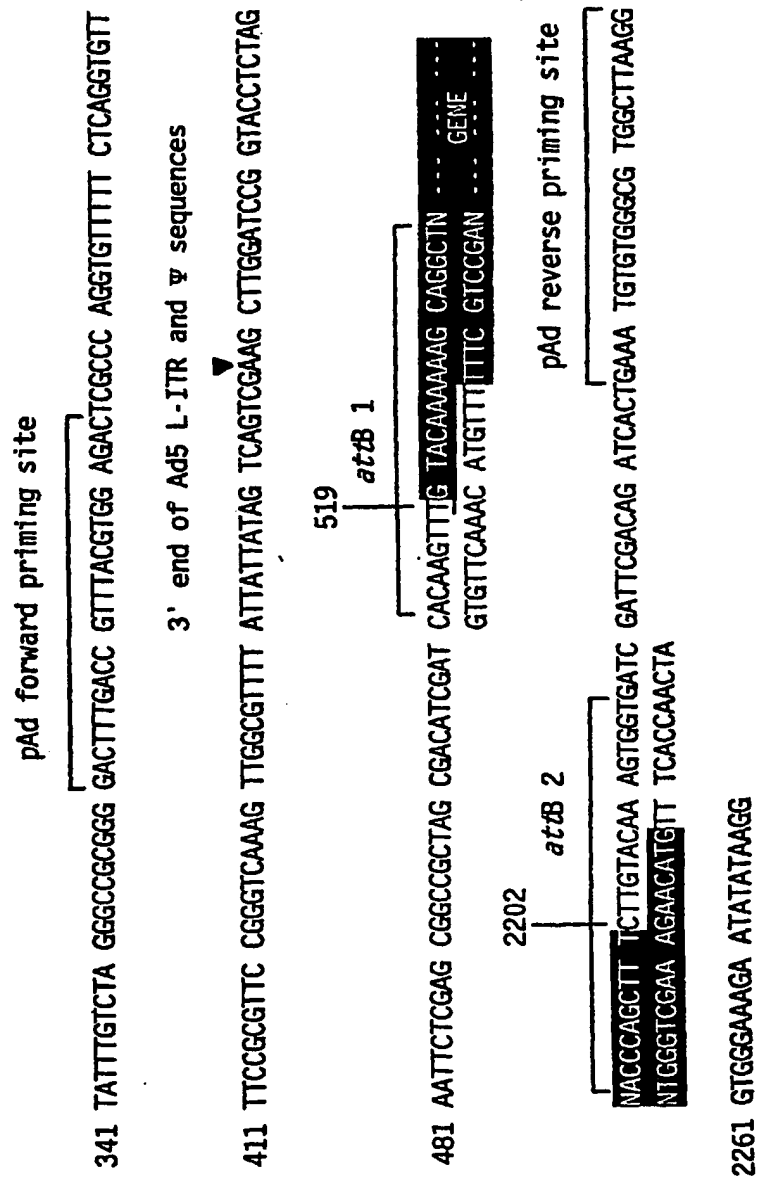 pAd forward priming site
341 TATTTGTCTA GGGCCGCGGG GACTTTGACC GTTTACGTGG AGACTCGCCC AGGTGTTTTT CTCAGGTGTT
3' end of Ad5 L-ITR and Ψ sequences
411 TTCCGCGTTC CGGGTCAAAG TTGGCGTTTT ATTATTATAG TCAGTCGAAG CTTGGATCCG GTACCTCTAG
519
attB 1
481 AATTCTCGAG CGGCCGCTAG CGACATCGAT CACAAGTTTG TACAAAAAAG CAGGCTN --- ---
GENE
GTGTTCAAAC ATGTTTTTTC GTCCGAN --- ---
2202
attB 2
pAd reverse priming site
NACCCAGCTT TCTTGTACAA AGTGGTGATC GATTCGACAG ATCACTGAAA TGTGTGGGCG TGGCTTAAGG
NTGGGTCGAA AGAACATGTT TCACCAACTA
2261 GTGGGAAAGA ATATATAAGG